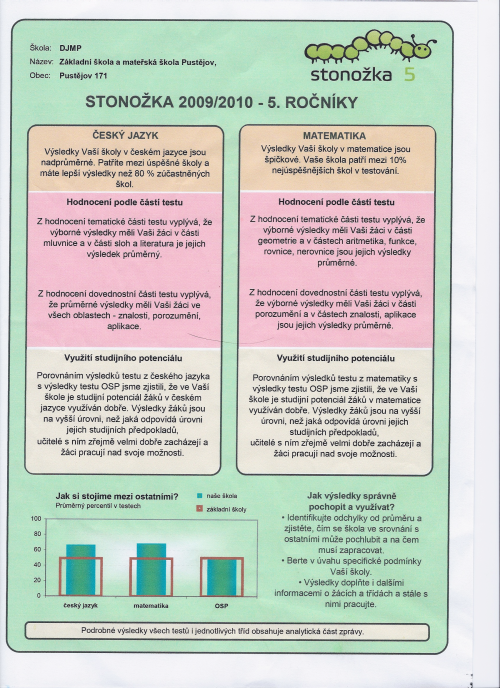 Škola: DJMP
Název: Základní škola a mateřská škola Pustějov,
Obec: Pustějov 171
stonožka 5
STONOŽKA 2009/2010 - 5. ROČNÍKY
ČESKÝ JAZYK
Výsledky Vaší školy v českém jazyce jsou
nadprůměrné. Patříte mezi úspěšné školy a
máte lepší výsledky než 80 % zúčastněných
škol.
Hodnocení podle částí testu
Z hodnocení tematické části testu vyplývá, že
výborné výsledky měli Vaši žáci v části
mluvnice a v části sloh a literatura je jejich
výsledek průměrný.
Z hodnocení dovednostní části testu vyplývá,
že průměrné výsledky měli Vaši žáci ve
všech oblastech - znalosti, porozumění,
aplikace.
Využití studijního potenciálu
Porovnáním výsledků testu z českého jazyka
s výsledky testu OSP jsme zjistili, že ve Vaší
škole je studijní potenciál žáků v českém
jazyce využíván dobře. Výsledky žáků jsou
na vyšší úrovni, než jaká odpovídá úrovni
jejich studijních předpokladů,
učitelé s ním zřejmě velmi dobře zacházejí a
žáci pracují nad svoje možnosti.
MATEMATIKA
Výsledky Vaší školy v matematice jsou
špičkové. Vaše škola patří mezi 10%
nejúspěšnějších škol v testování.
Hodnocení podle částí testu
Z hodnocení tematické části testu vyplývá, že
výborné výsledky měli Vaši žáci v části
geometrie a v částech aritmetika, funkce,
rovnice, nerovnice jsou jejich výsledky
průměrné.
Z hodnocení dovednostní části testu vyplývá,
že výborné výsledky měli Vaši žáci v části
porozumění a v částech znalosti, aplikace
jsou jejich výsledky průměrné.
Využití studijního potenciálu
Porovnáním výsledků testu z matematiky s
výsledky testu OSP jsme zjistili, že ve Vaší
škole je studijní potenciál žáků v matematice
využíván dobře. Výsledky žáků jsou na vyšší
úrovni, než jaká odpovídá úrovni jejich
studijních předpokladů,
učitelé s ním zřejmě velmi dobře zacházejí a
žáci pracují nad svoje možnosti.
Jak si stojíme mezi ostatními?
Průměrný percentil v testech
naše škola
základní školy
100
80
60
40
20
0
český jazyk
matematika
OSP
Jak výsledky správně
pochopit a využívat?
• Identifikujte odchylky od průměru a
zjistěte, čím se škola ve srovnání s
ostatními může pochlubit a na čem
musí zapracovat.
• Berte v úvahu specifické podmínky
Vaší školy.
• Výsledky doplňte i dalšími
informacemi o žácích a třídách a stále s
nimi pracujte.
Podrobné výsledky všech testů i jednotlivých tříd obsahuje analytická část zprávy.